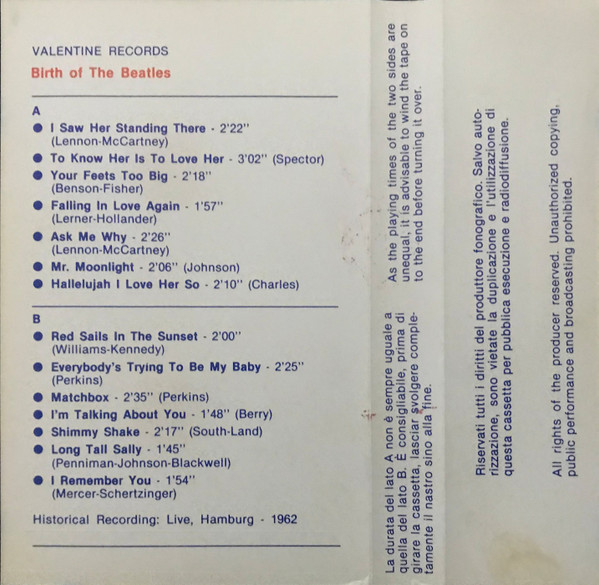 VALENTINE RECORDS
Birth of The Beatles
A
● I Saw Her Standing There - 2'22"
(Lennon-McCartney)
● To Know Her Is To Love Her - 3'02" (Spector)
● Your Feets Too Big - 2'18"
(Benson-Fisher)
● Falling In Love Again - 1'57"
(Lerner-Hollander)
● Ask Me Why - 2'26"
(Lennon-McCartney)
● Mr. Moonlight - 2'06" (Johnson)
● Hallelujah I Love Her So - 2'10" (Charles)
B
● Red Sails In The Sunset - 2'00"
(Williams-Kennedy)
● Everybody's Trying To Be My Baby - 2'25"
(Perkins)
● Matchbox - 2'35" (Perkins)
● I'm Talking About You - 1'48" (Berry)
● Shimmy Shake - 2'17" (South-Land)
● Long Tall Sally - 1'45"
(Penniman-Johnson-Blackwell)
● I Remember You - 1'54"
(Mercer-Schertzinger)
Historical Recording: Live, Hamburg - 1962
La durata del lato A non è sempre uguale a
quella del lato B. È consigliabile, prima di
girare la cassetta, lasciar svolgere comple-
tamente il nastro sino alla fine.
As the playing times of the two sides are
unequal, it is advisable to wind the tape on
to the end before turning it over.
Riservati tutti i diritti del produttore fonografico. Salvo auto-
rizzazione, sono vietate la duplicazione e l'utilizzazione di
questa cassetta per pubblica esecuzione e radiodiffusione.
All rights of the producer reserved. Unauthorized copying,
public performance and broadcasting prohibited.